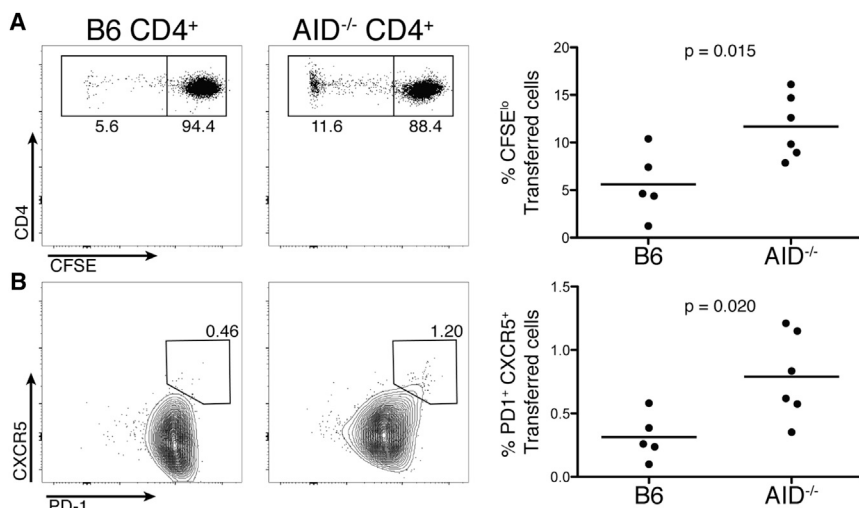 A
B6 CD4⁺
AID⁻/⁻ CD4⁺
5.6
94.4
11.6
88.4
CD4
CFSE
% CFSEˡᵒ
Transferred cells
20
15
10
5
0
p = 0.015
B6
AID⁻/⁻
B
0.46
1.20
CXCR5
PD-1
% PD1⁺ CXCR5⁺
Transferred cells
1.5
1.0
0.5
0.0
p = 0.020
B6
AID⁻/⁻